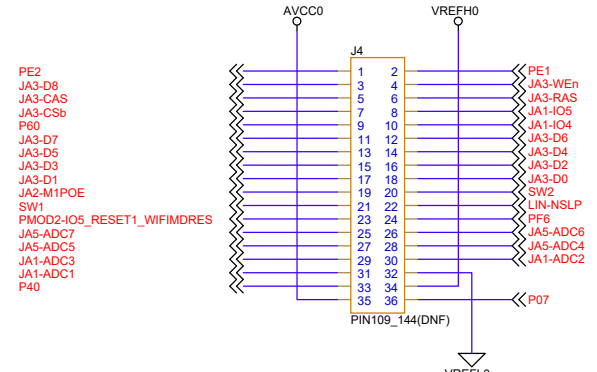 AVCC0 VREFH0
J4
PE2 1 2 PE1
JA3-D8 3 4 JA3-WEn
JA3-CAS 5 6 JA3-RAS
JA3-CSb 7 8 JA1-IO5
P60 9 10 JA1-IO4
JA3-D7 11 12 JA3-D6
JA3-D5 13 14 JA3-D4
JA3-D3 15 16 JA3-D2
JA3-D1 17 18 JA3-D0
JA2-M1POE 19 20 SW2
SW1 21 22 LIN-NSLP
PMOD2-IO5_RESET1_WIFIMDRES 23 24 PF6
JA5-ADC7 25 26 JA5-ADC6
JA5-ADC5 27 28 JA5-ADC4
JA1-ADC3 29 30 JA1-ADC2
JA1-ADC1 31 32
P40 33 34
35 36 P07
PIN109_144(DNF)
VREFL0